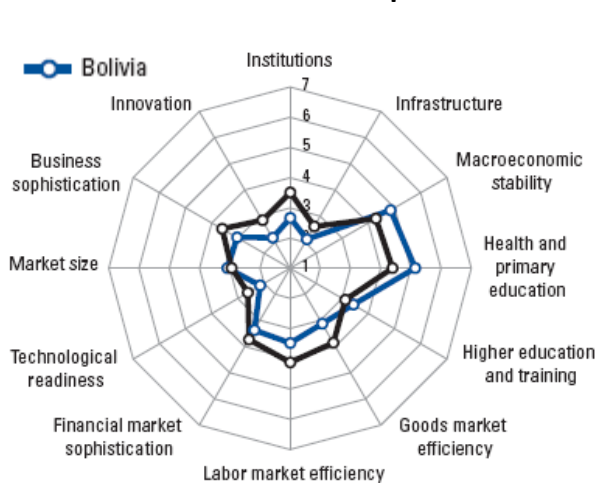 Bolivia
Institutions
Innovation
Infrastructure
Business
sophistication
Macroeconomic
stability
Market size
Health and
primary
education
Technological
readiness
Higher education
and training
Financial market
sophistication
Goods market
efficiency
Labor market efficiency
7
6
5
4
3
2
1